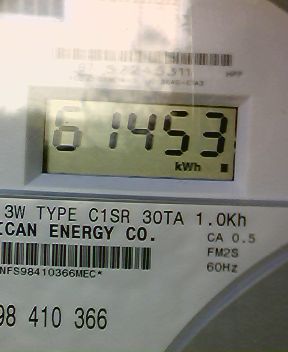 61453
kWh
3W TYPE C1SR 30TA 1.0Kh
ICAN ENERGY CO.
CA 0.5
FM2S
NFS98410366MEC*
60Hz
98 410 366